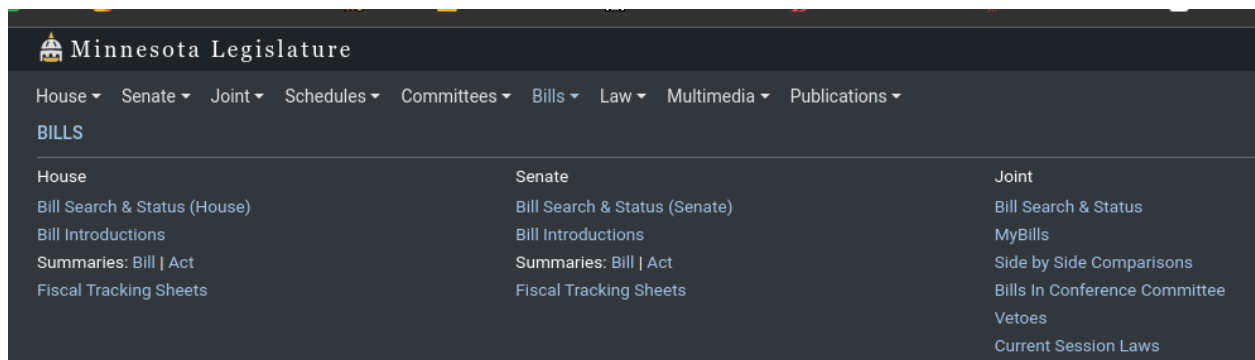 Minnesota Legislature
House Senate Joint Schedules Committees Bills Law Multimedia Publications
BILLS
House
Bill Search & Status (House)
Bill Introductions
Summaries: Bill | Act
Fiscal Tracking Sheets
Senate
Bill Search & Status (Senate)
Bill Introductions
Summaries: Bill | Act
Fiscal Tracking Sheets
Joint
Bill Search & Status
MyBills
Side by Side Comparisons
Bills In Conference Committee
Vetoes
Current Session Laws